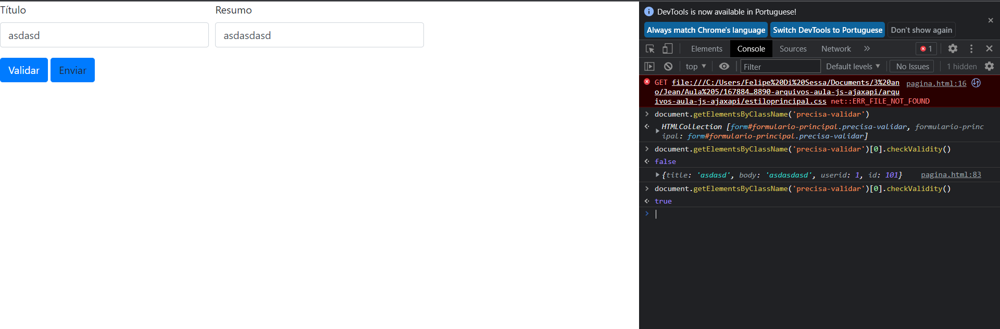 Título
Resumo
asdasd
asdasdasd
Validar
Enviar
DevTools is now available in Portuguese!
Always match Chrome's language
Switch DevTools to Portuguese
Don't show again
Elements
Console
Sources
Network
1
top
Filter
Default levels
No Issues
1 hidden
GET file:///C:/Users/Felipe%20Di%20Sessa/Documents/3%20an
o/Jean/Aula%205/167884…8890-arquivos-aula-js-ajaxapi/arqu
ivos-aula-js-ajaxapi/estiloprincipal.css net::ERR_FILE_NOT_FOUND
pagina.html:16
document.getElementsByClassName('precisa-validar')
HTMLCollection [form#formulario-principal.precisa-validar, formulario-princ
ipal: form#formulario-principal.precisa-validar]
document.getElementsByClassName('precisa-validar')[0].checkValidity()
false
{title: 'asdasd', body: 'asdasdasd', userid: 1, id: 101}
pagina.html:83
document.getElementsByClassName('precisa-validar')[0].checkValidity()
true